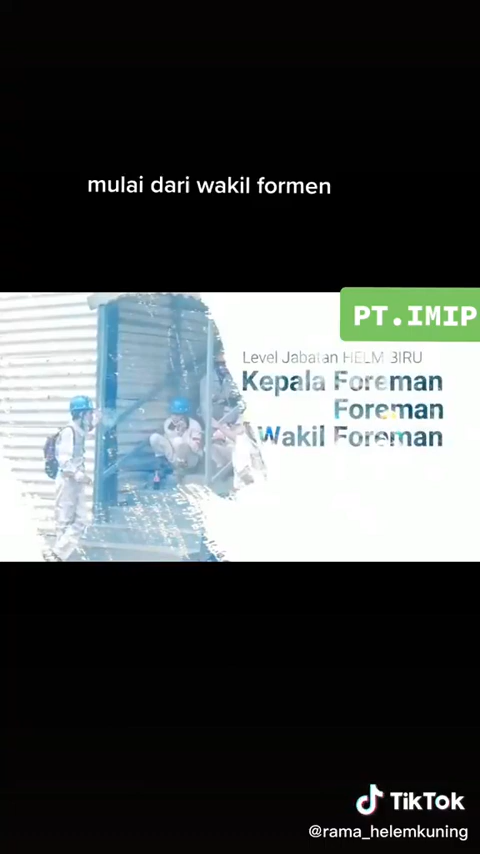 mulai dari wakil formen
PT.IMIP
Level Jabatan HELM BIRU
Kepala Foreman
Foreman
Wakil Foreman
TikTok
@rama_helemkuning